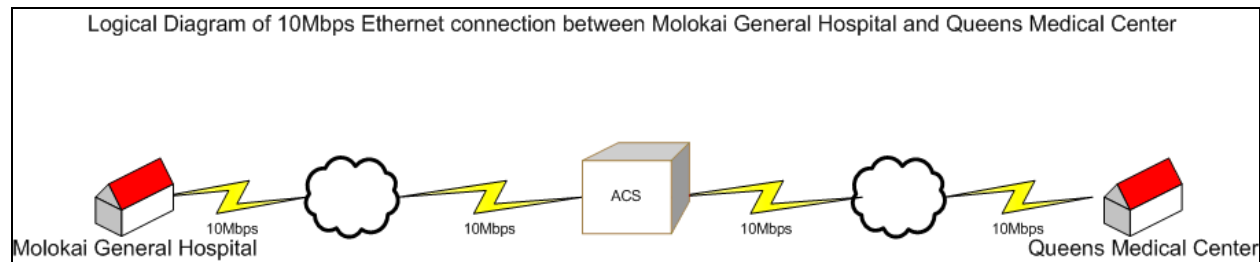 Logical Diagram of 10Mbps Ethernet connection between Molokai General Hospital and Queens Medical Center
ACS
10Mbps
10Mbps
10Mbps
10Mbps
Molokai General Hospital
Queens Medical Center